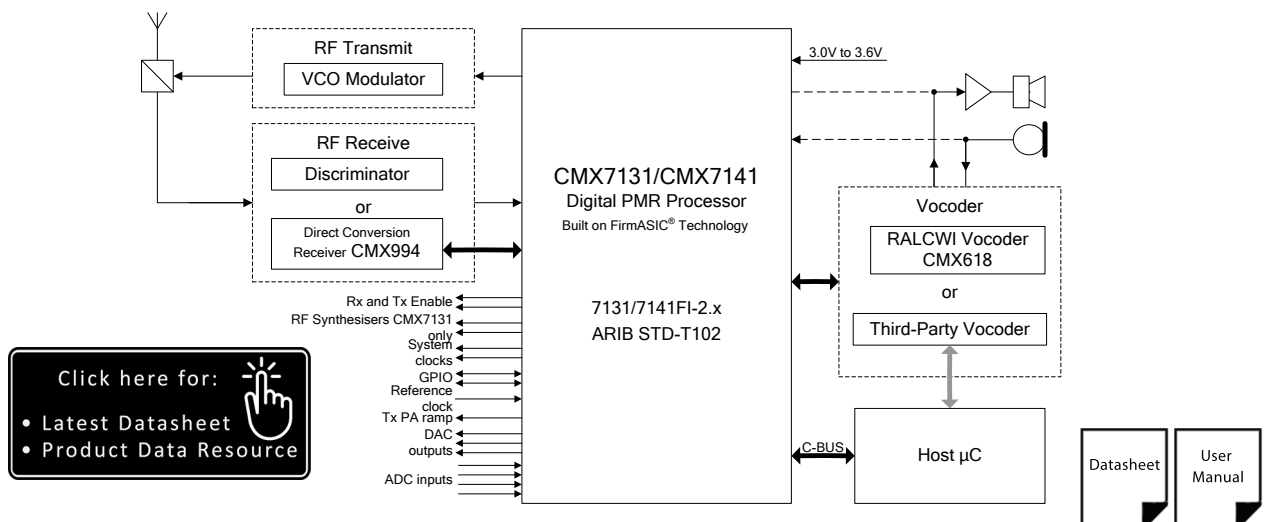 RF Transmit
VCO Modulator
RF Receive
Discriminator
or
Direct Conversion
Receiver CMX994
Rx and Tx Enable
RF Synthesisers CMX7131
only
System
clocks
GPIO
Reference
clock
Tx PA ramp
DAC
outputs
ADC inputs
CMX7131/CMX7141
Digital PMR Processor
Built on FirmASIC® Technology
7131/7141FI-2.x
ARIB STD-T102
3.0V to 3.6V
Vocoder
RALCWI Vocoder
CMX618
or
Third-Party Vocoder
C-BUS
Host µC
Click here for:
• Latest Datasheet
• Product Data Resource
Datasheet
User
Manual